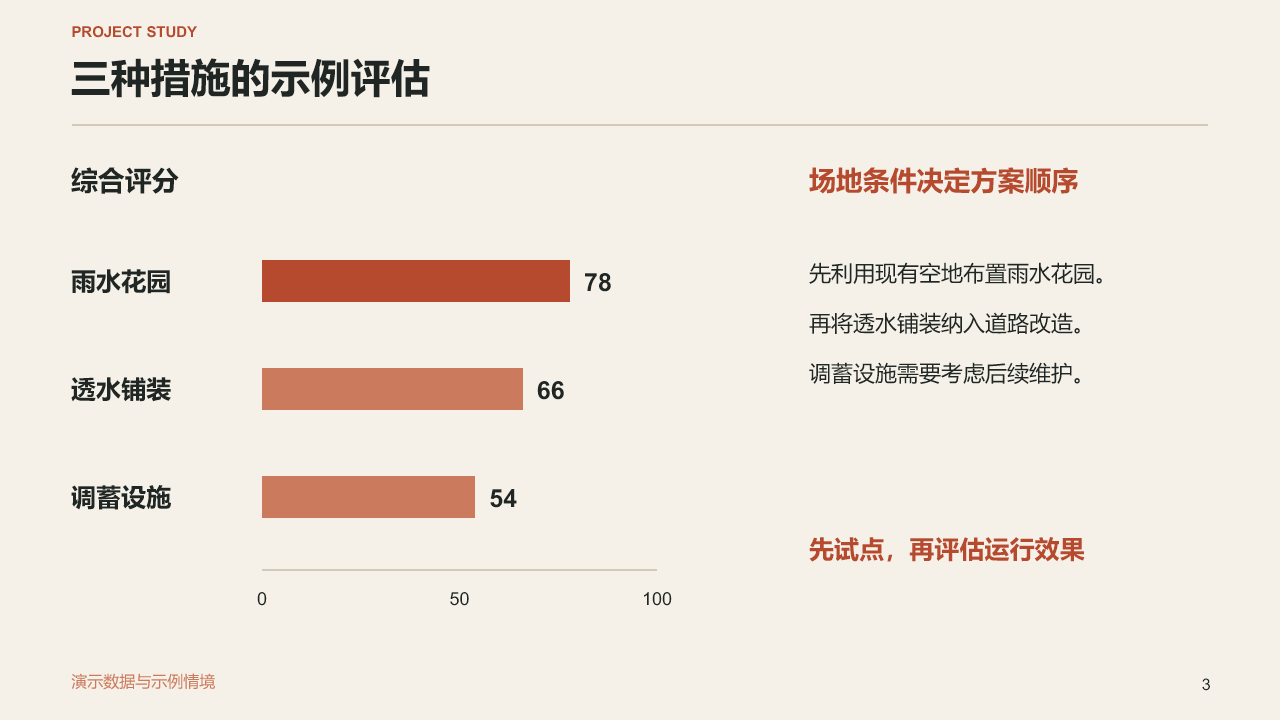 PROJECT STUDY
三种措施的示例评估
综合评分
雨水花园
78
透水铺装
66
调蓄设施
54
0 50 100
场地条件决定方案顺序
先利用现有空地布置雨水花园。
再将透水铺装纳入道路改造。
调蓄设施需要考虑后续维护。
先试点，再评估运行效果
演示数据与示例情境
3